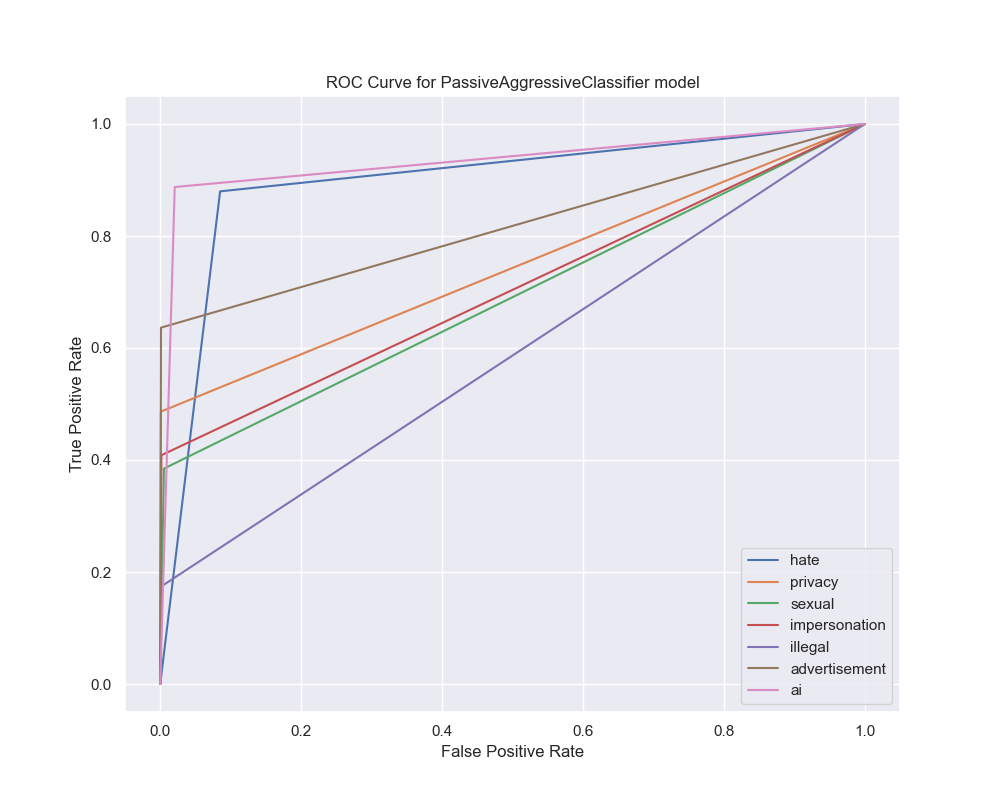 ROC Curve for PassiveAggressiveClassifier model
1.0
0.8
0.6
0.4
0.2
0.0
True Positive Rate
0.0 0.2 0.4 0.6 0.8 1.0
False Positive Rate
hate
privacy
sexual
impersonation
illegal
advertisement
ai